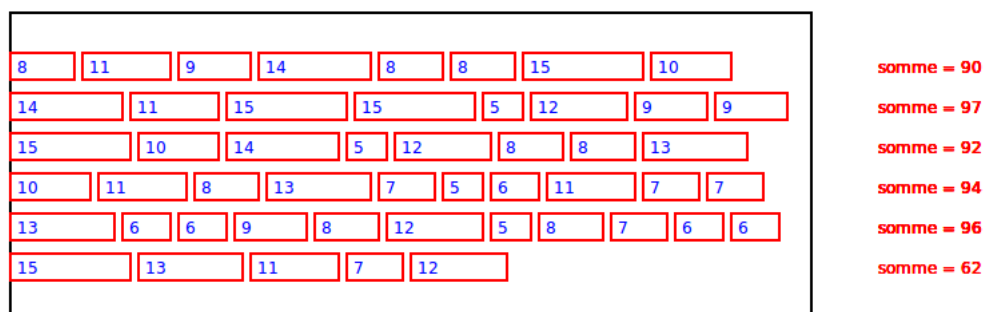 8 11 9 14 8 8 15 10 somme = 90
14 11 15 15 5 12 9 9 somme = 97
15 10 14 5 12 8 8 13 somme = 92
10 11 8 13 7 5 6 11 7 7 somme = 94
13 6 6 9 8 12 5 8 7 6 6 somme = 96
15 13 11 7 12 somme = 62